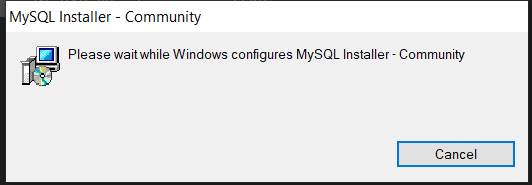 MySQL Installer - Community
Please wait while Windows configures MySQL Installer - Community
Cancel